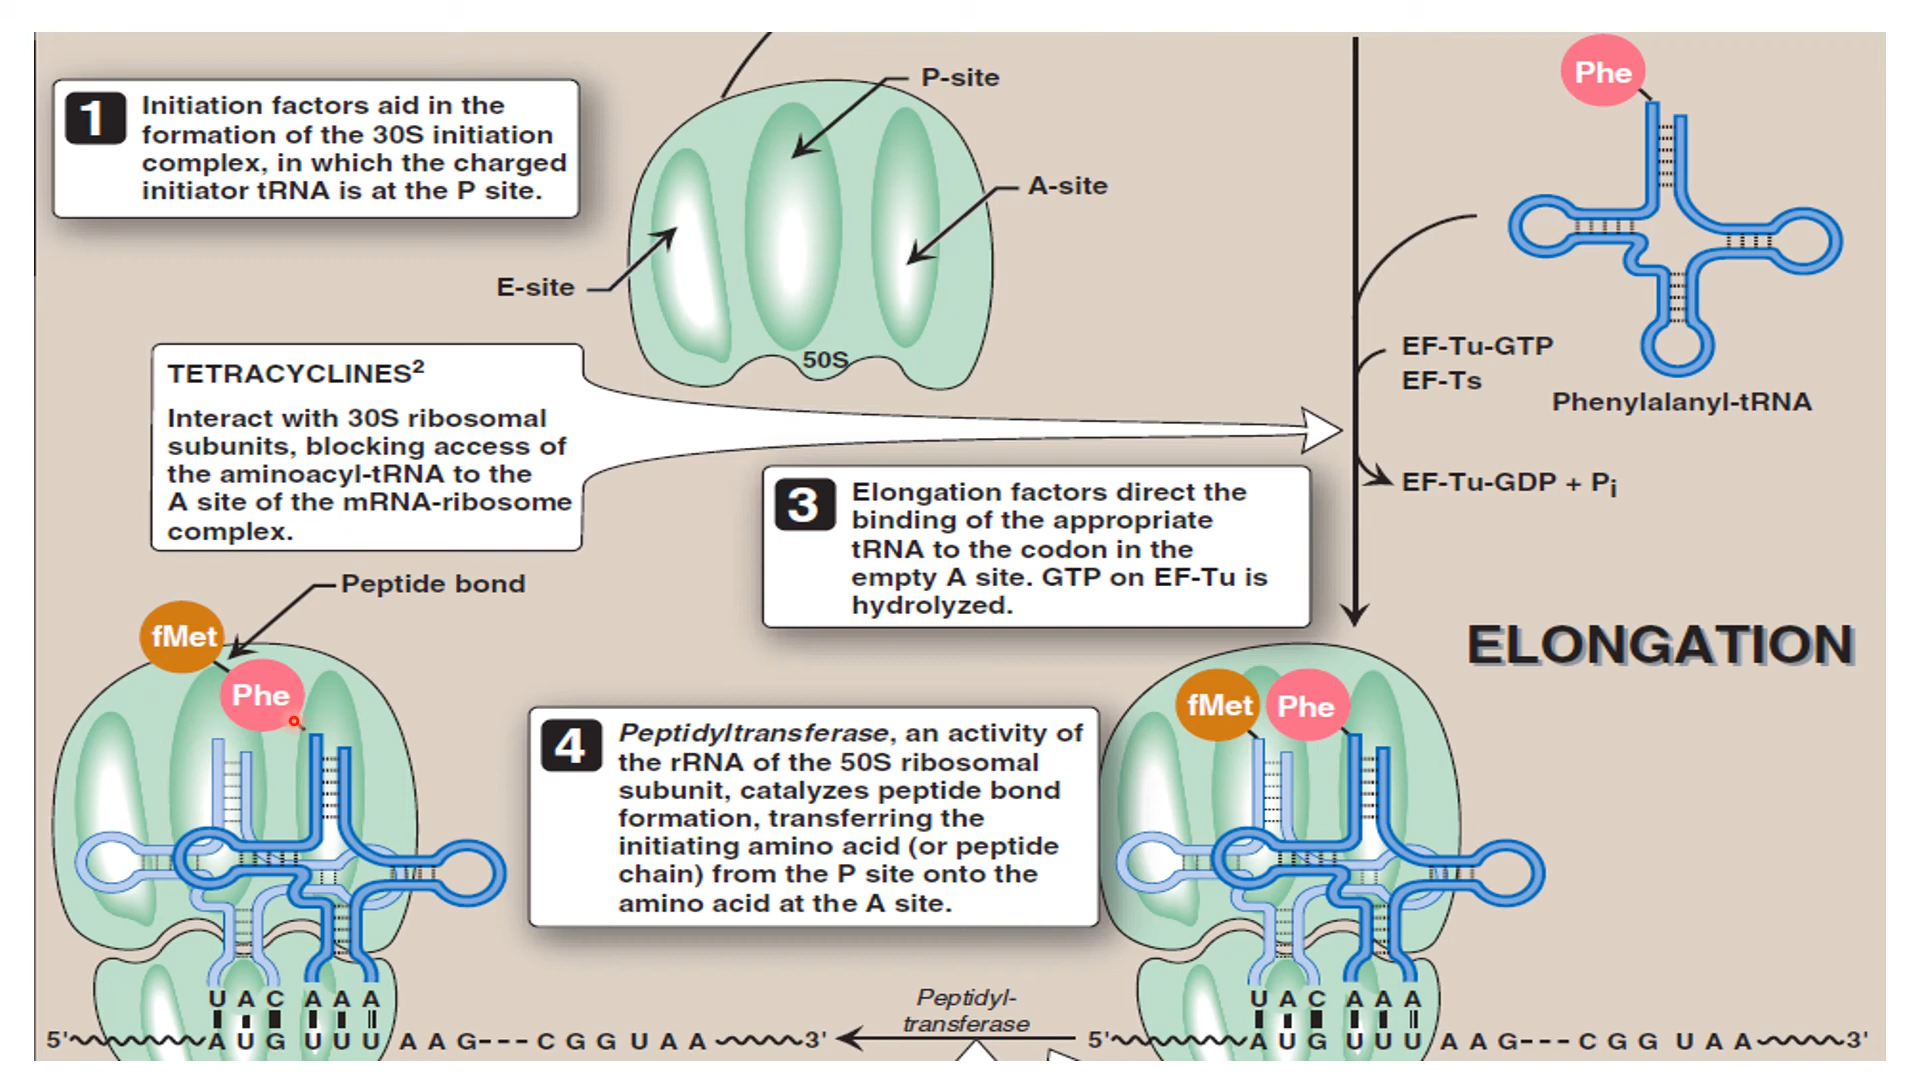 1
Initiation factors aid in the
formation of the 30S initiation
complex, in which the charged
initiator tRNA is at the P site.
P-site
A-site
E-site
50S
Phe
EF-Tu-GTP
EF-Ts
Phenylalanyl-tRNA
EF-Tu-GDP + Pi
TETRACYCLINES2
Interact with 30S ribosomal
subunits, blocking access of
the aminoacyl-tRNA to the
A site of the mRNA-ribosome
complex.
3
Elongation factors direct the
binding of the appropriate
tRNA to the codon in the
empty A site. GTP on EF-Tu is
hydrolyzed.
ELONGATION
Peptide bond
fMet
Phe
4
Peptidyltransferase, an activity of
the rRNA of the 50S ribosomal
subunit, catalyzes peptide bond
formation, transferring the
initiating amino acid (or peptide
chain) from the P site onto the
amino acid at the A site.
fMet Phe
U A C A A A
5' A U G U U U A A G---C G G U A A 3'
Peptidyl-
transferase
U A C A A A
5' A U G U U U A A G---C G G U A A 3'